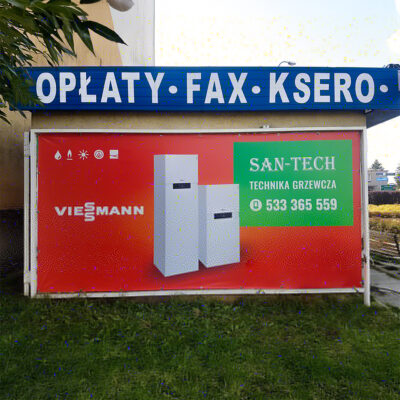 OPŁATY • FAX • KSERO •
SAN-TECH
TECHNIKA GRZEWCZA
533 365 559
VIESSMANN